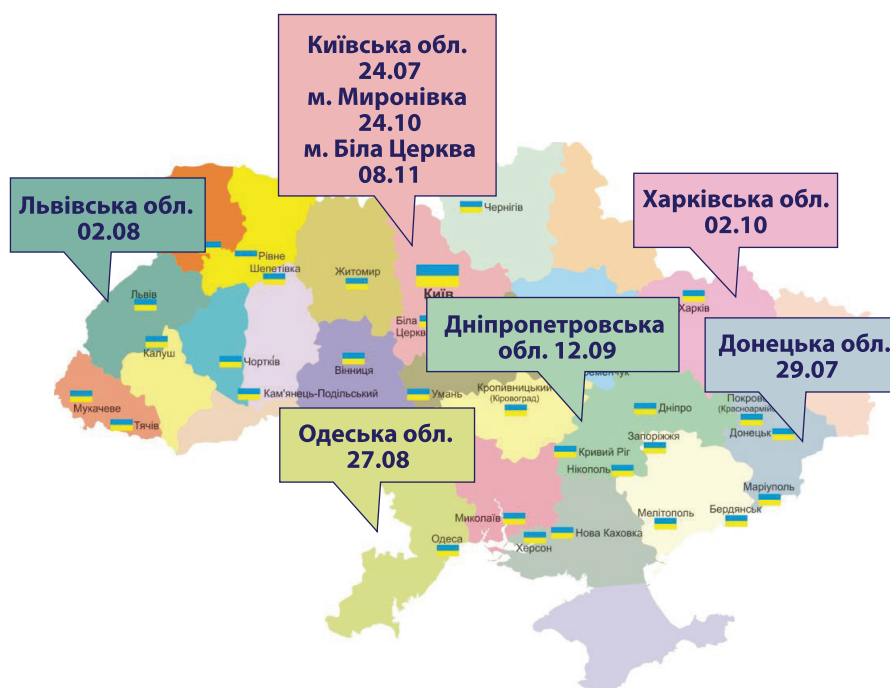 Київська обл.
24.07
м. Миронівка
24.10
м. Біла Церква
08.11
Львівська обл.
02.08
Харківська обл.
02.10
Дніпропетровська
обл. 12.09
Донецька обл.
29.07
Одеська обл.
27.08
Чернігів
Рівне
Шепетівка
Житомир
Київ
Львів
Біла
Харків
Калуш
Чортків
Вінниця
Кам'янець-Подільський
Умань
Кропивницький
(Кіровоград)
Мукачеве
Тячів
Дніпро
Запоріжжя
Донецьк
Кривий Ріг
Нікополь
Маріуполь
Миколаїв
Мелітополь
Бердянськ
Одеса
Херсон
Нова Каховка